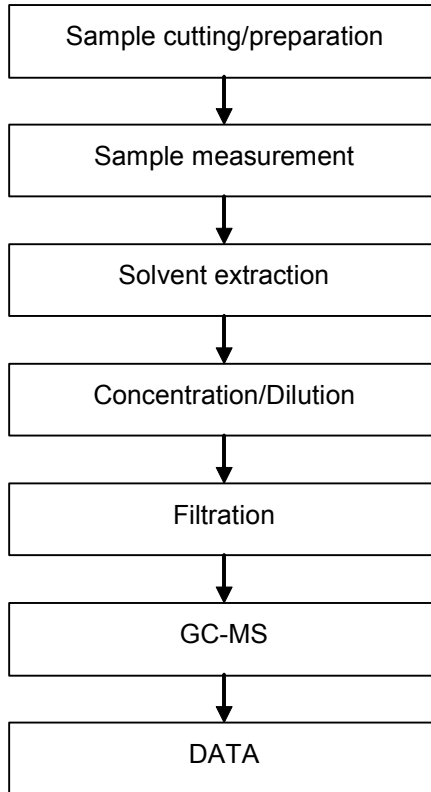 Sample cutting/preparation
Sample measurement
Solvent extraction
Concentration/Dilution
Filtration
GC-MS
DATA